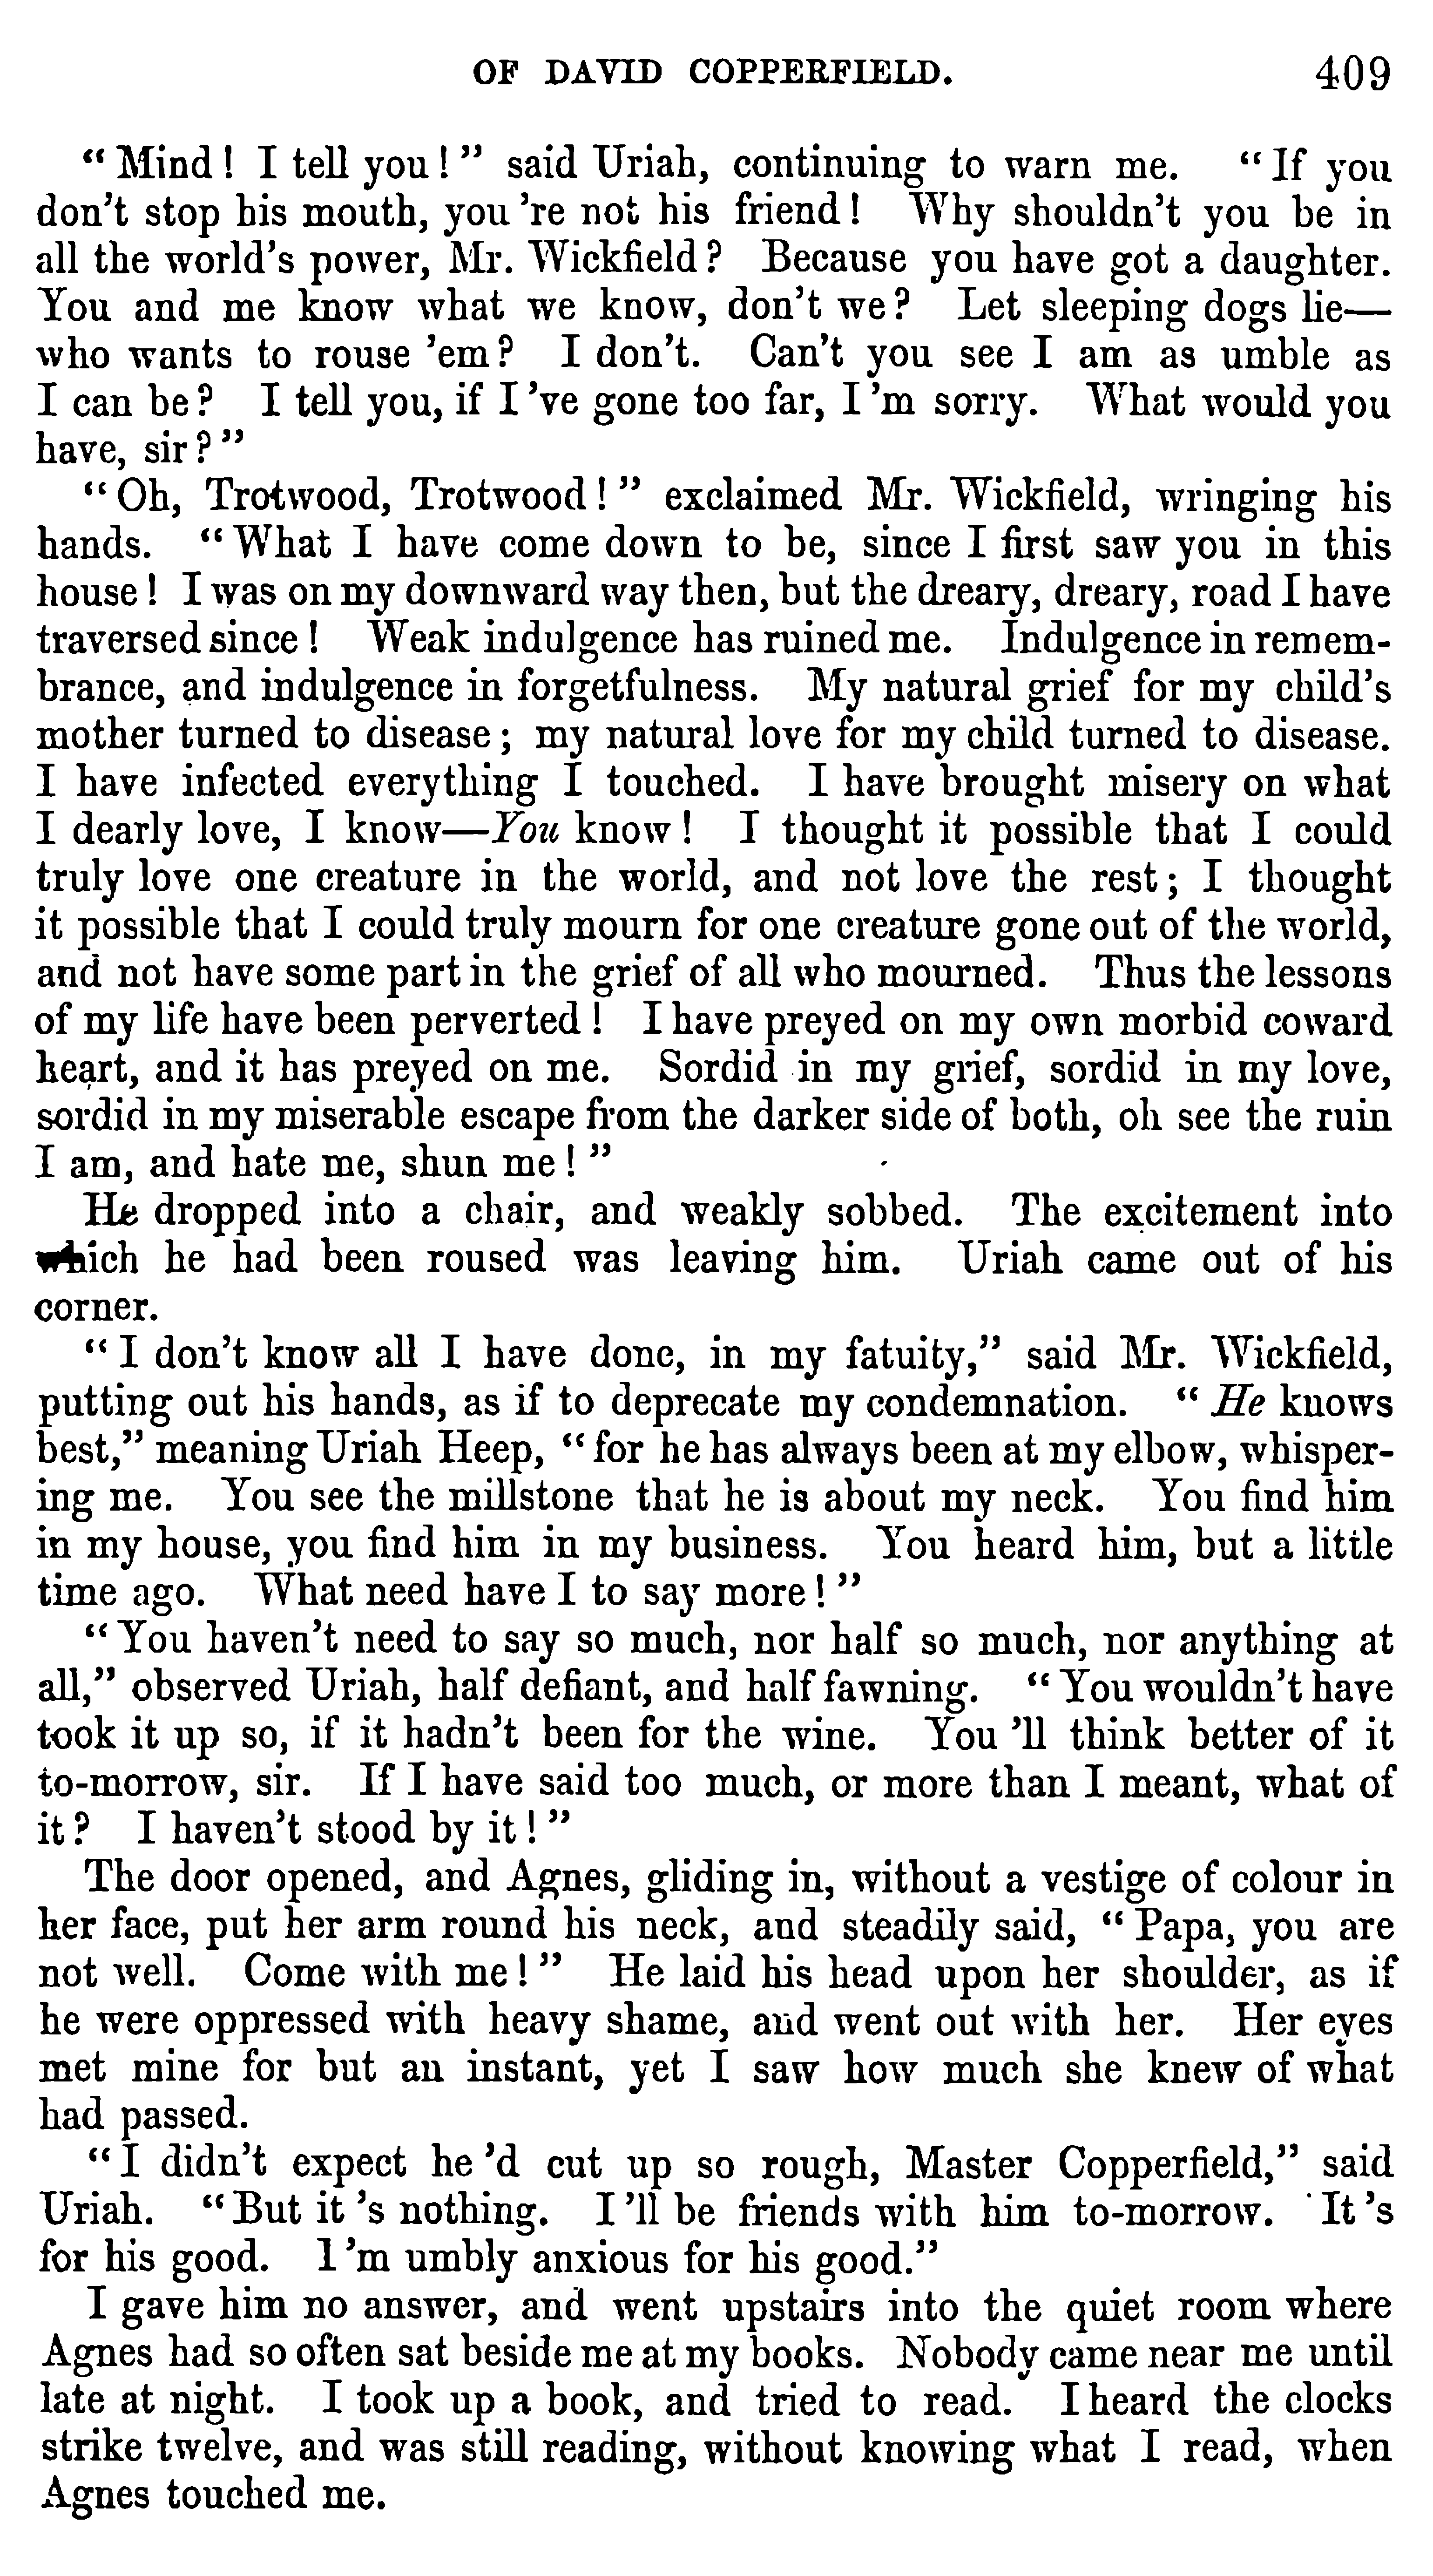 OF DAVID COPPERFIELD. 409
“Mind! I tell you!” said Uriah, continuing to warn me. “If you
don't stop his mouth, you 're not his friend! Why shouldn't you be in
all the world's power, Mr. Wickfield? Because you have got a daughter.
You and me know what we know, don't we? Let sleeping dogs lie—
who wants to rouse 'em? I don't. Can't you see I am as umble as
I can be? I tell you, if I 've gone too far, I 'm sorry. What would you
have, sir?”
“Oh, Trotwood, Trotwood!” exclaimed Mr. Wickfield, wringing his
hands. “What I have come down to be, since I first saw you in this
house! I was on my downward way then, but the dreary, dreary, road I have
traversed since! Weak indulgence has ruined me. Indulgence in remem-
brance, and indulgence in forgetfulness. My natural grief for my child's
mother turned to disease; my natural love for my child turned to disease.
I have infected everything I touched. I have brought misery on what
I dearly love, I know—You know! I thought it possible that I could
truly love one creature in the world, and not love the rest; I thought
it possible that I could truly mourn for one creature gone out of the world,
and not have some part in the grief of all who mourned. Thus the lessons
of my life have been perverted! I have preyed on my own morbid coward
heart, and it has preyed on me. Sordid in my grief, sordid in my love,
sordid in my miserable escape from the darker side of both, oh see the ruin
I am, and hate me, shun me!”
He dropped into a chair, and weakly sobbed. The excitement into
which he had been roused was leaving him. Uriah came out of his
corner.
“I don't know all I have done, in my fatuity,” said Mr. Wickfield,
putting out his hands, as if to deprecate my condemnation. “He knows
best,” meaning Uriah Heep, “for he has always been at my elbow, whisper-
ing me. You see the millstone that he is about my neck. You find him
in my house, you find him in my business. You heard him, but a little
time ago. What need have I to say more!”
“You haven't need to say so much, nor half so much, nor anything at
all,” observed Uriah, half defiant, and half fawning. “You wouldn't have
took it up so, if it hadn't been for the wine. You 'll think better of it
to-morrow, sir. If I have said too much, or more than I meant, what of
it? I haven't stood by it!”
The door opened, and Agnes, gliding in, without a vestige of colour in
her face, put her arm round his neck, and steadily said, “Papa, you are
not well. Come with me!” He laid his head upon her shoulder, as if
he were oppressed with heavy shame, and went out with her. Her eyes
met mine for but an instant, yet I saw how much she knew of what
had passed.
“I didn't expect he 'd cut up so rough, Master Copperfield,” said
Uriah. “But it 's nothing. I 'll be friends with him to-morrow. It 's
for his good. I 'm umbly anxious for his good.”
I gave him no answer, and went upstairs into the quiet room where
Agnes had so often sat beside me at my books. Nobody came near me until
late at night. I took up a book, and tried to read. I heard the clocks
strike twelve, and was still reading, without knowing what I read, when
Agnes touched me.